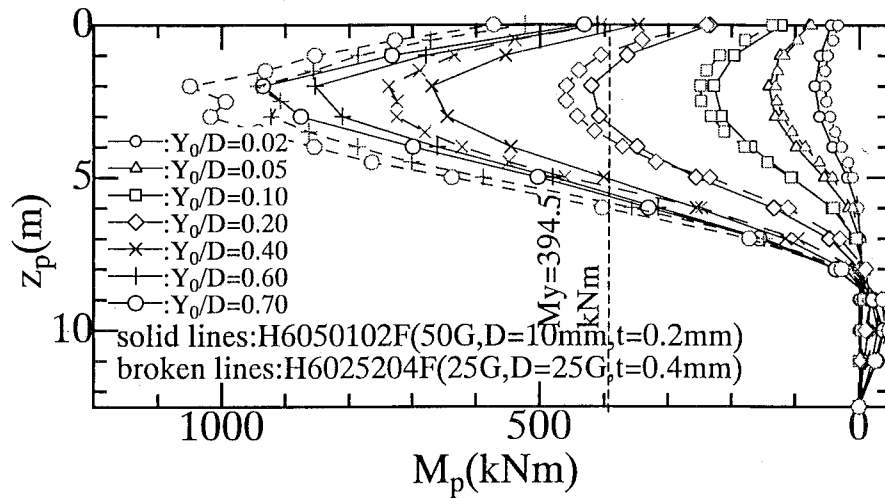 0
5
10
z_p(m)
:Y_0/D=0.02
:Y_0/D=0.05
:Y_0/D=0.10
:Y_0/D=0.20
:Y_0/D=0.40
:Y_0/D=0.60
:Y_0/D=0.70
My=394.5
kNm
solid lines:H6050102F(50G,D=10mm,t=0.2mm)
broken lines:H6025204F(25G,D=25G,t=0.4mm)
1000 500 0
M_p(kNm)